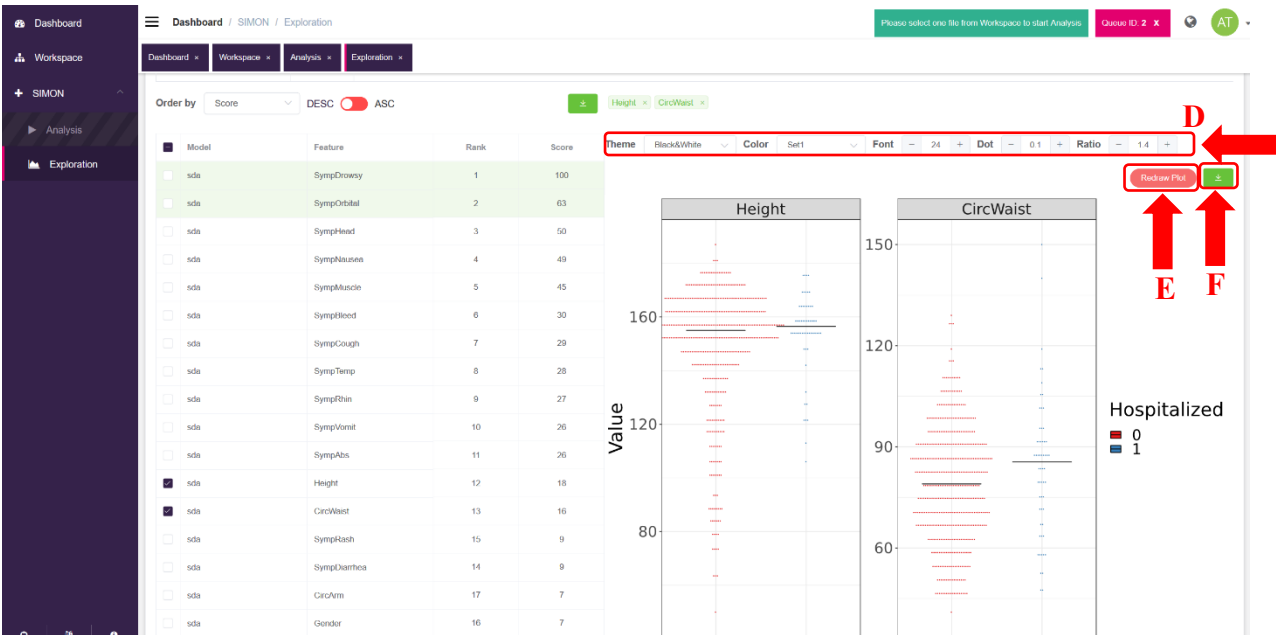 Dashboard
Dashboard / SIMON / Exploration
Please select one file from Workspace to start Analysis
Queue ID: 2 X
AT
Workspace
Dashboard ×
Workspace ×
Analysis ×
Exploration ×
SIMON
Order by Score DESC ASC
Height × CircWaist ×
D
Analysis
Exploration
Model Feature Rank Score
Theme Black&White Color Set1 Font − 24 + Dot − 0.1 + Ratio − 1.4 +
Redraw Plot
sda SympDrowsy 1 100
sda SympOrbital 2 63
sda SympHead 3 50
sda SympNausea 4 49
sda SympMuscle 5 45
sda SympBleed 6 30
sda SympCough 7 29
sda SympTemp 8 28
sda SympRhin 9 27
sda SympVomit 10 26
sda SympAbs 11 26
sda Height 12 18
sda CircWaist 13 16
sda SympRash 15 9
sda SympDiarrhea 14 9
sda CircArm 17 7
sda Gender 16 7
Height
CircWaist
E
F
Value
160
120
80
150
120
90
60
Hospitalized
0
1